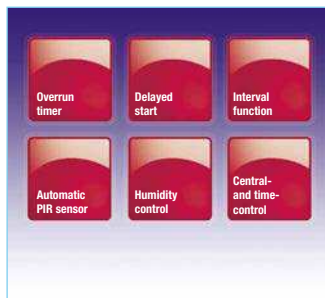 Overrun
timer
Delayed
start
Interval
function
Automatic
PIR sensor
Humidity
control
Central-
and time-
control